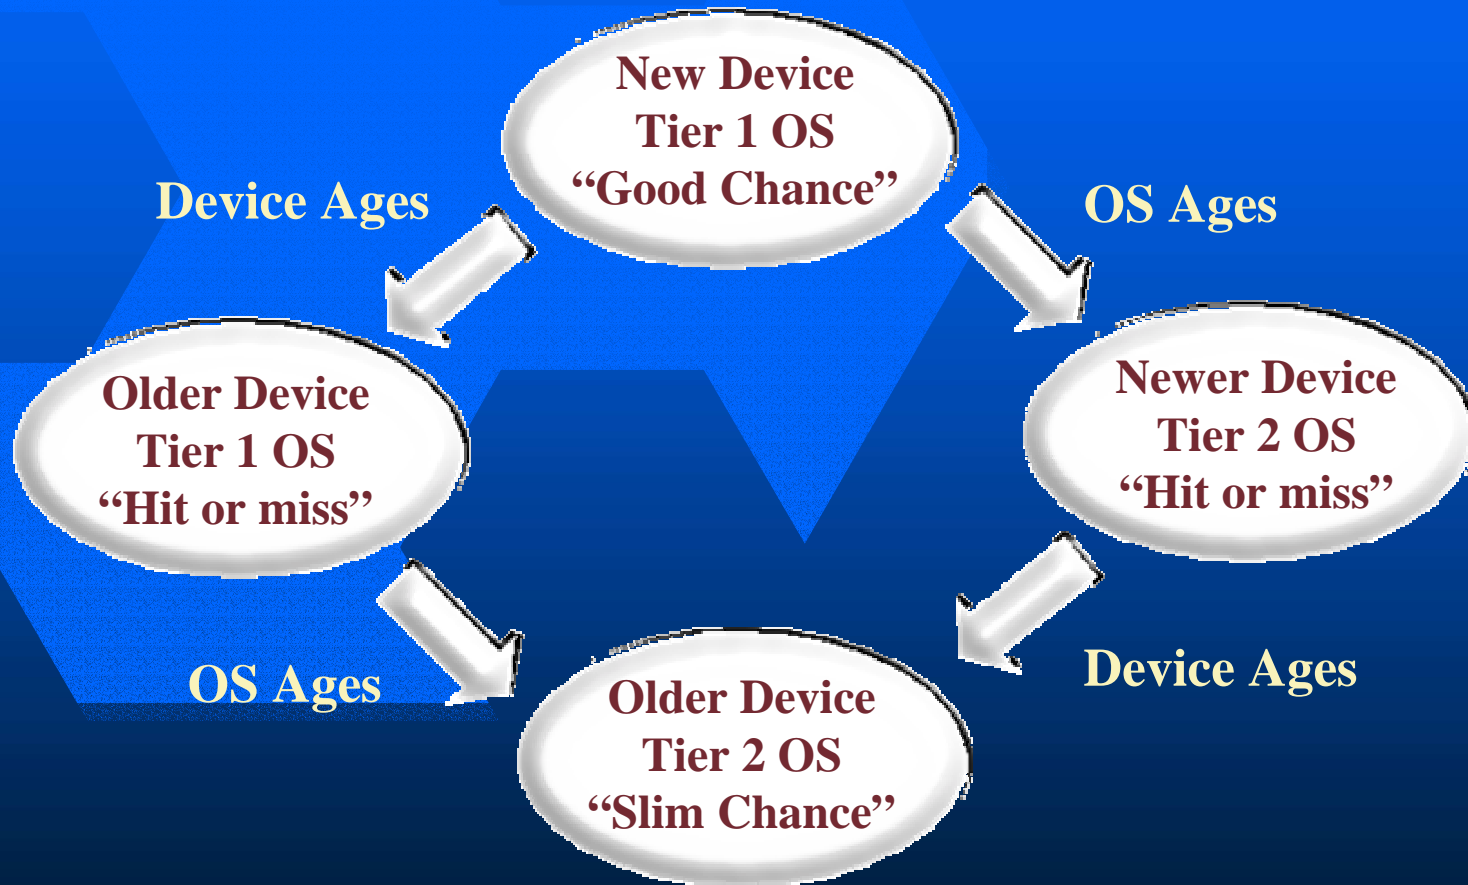 New Device
Tier 1 OS
“Good Chance”
Device Ages
OS Ages
Older Device
Tier 1 OS
“Hit or miss”
Newer Device
Tier 2 OS
“Hit or miss”
OS Ages
Device Ages
Older Device
Tier 2 OS
“Slim Chance”